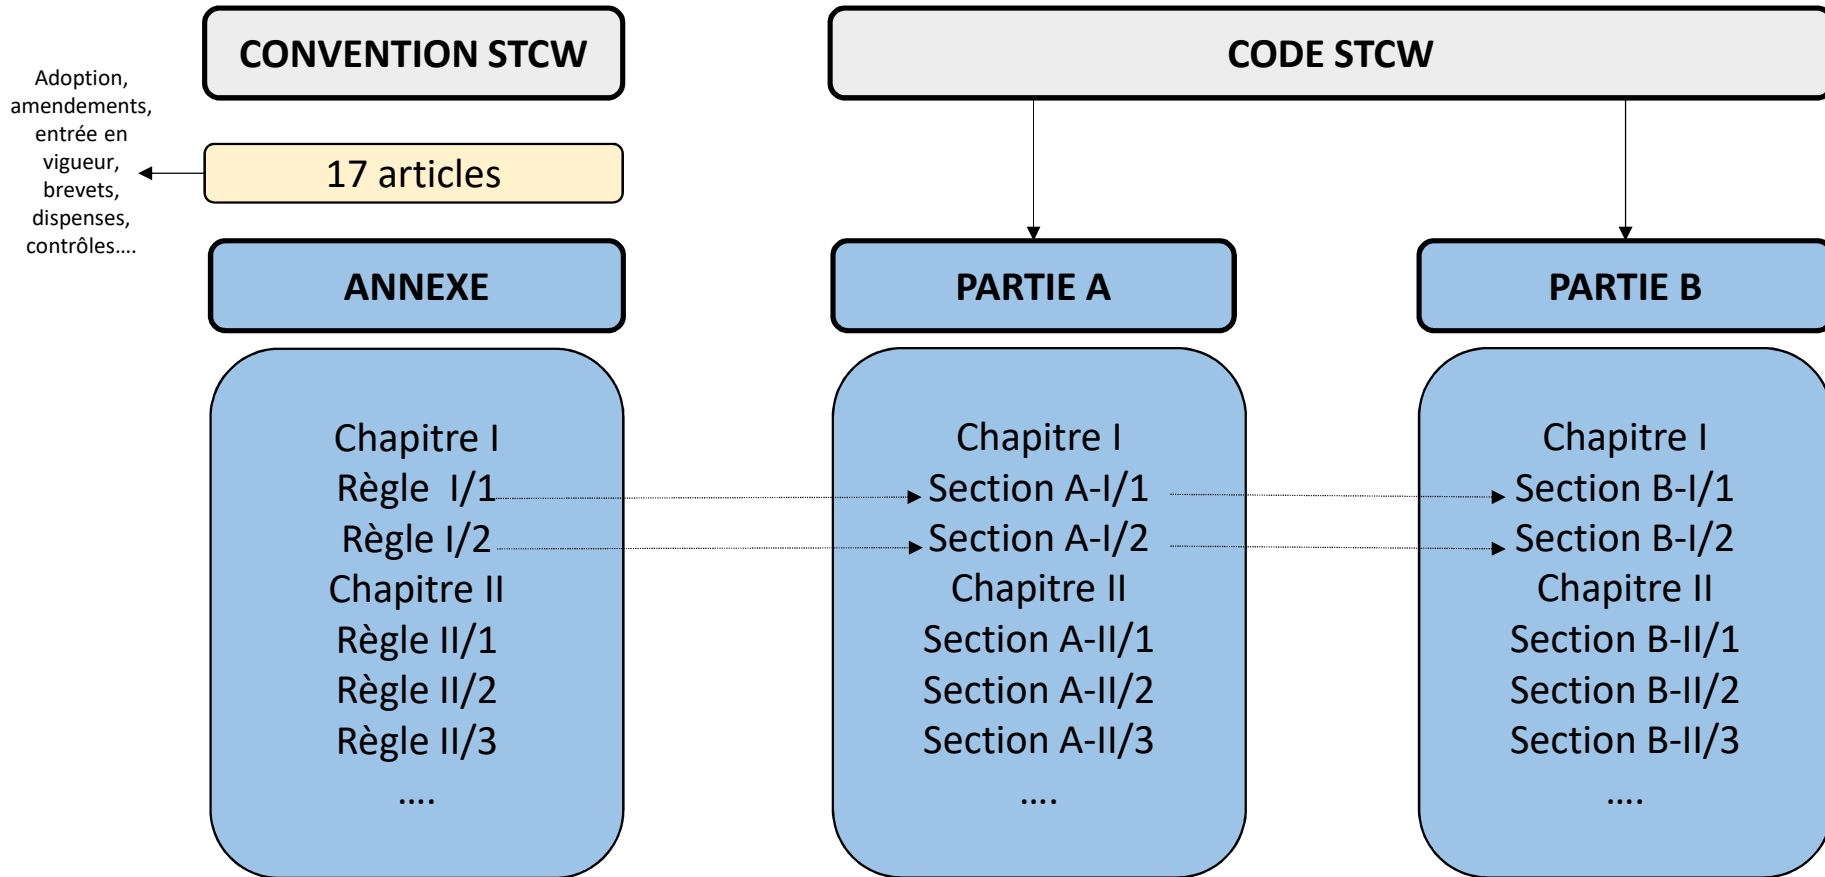 CONVENTION STCW
CODE STCW
Adoption,
amendements,
entrée en
vigueur,
brevets,
dispenses,
contrôles....
17 articles
ANNEXE
Chapitre I
Règle  I/1
Règle I/2
Chapitre II
Règle II/1
Règle II/2
Règle II/3
....
PARTIE A
Chapitre I
Section A-I/1
Section A-I/2
Chapitre II
Section A-II/1
Section A-II/2
Section A-II/3
....
PARTIE B
Chapitre I
Section B-I/1
Section B-I/2
Chapitre II
Section B-II/1
Section B-II/2
Section B-II/3
....